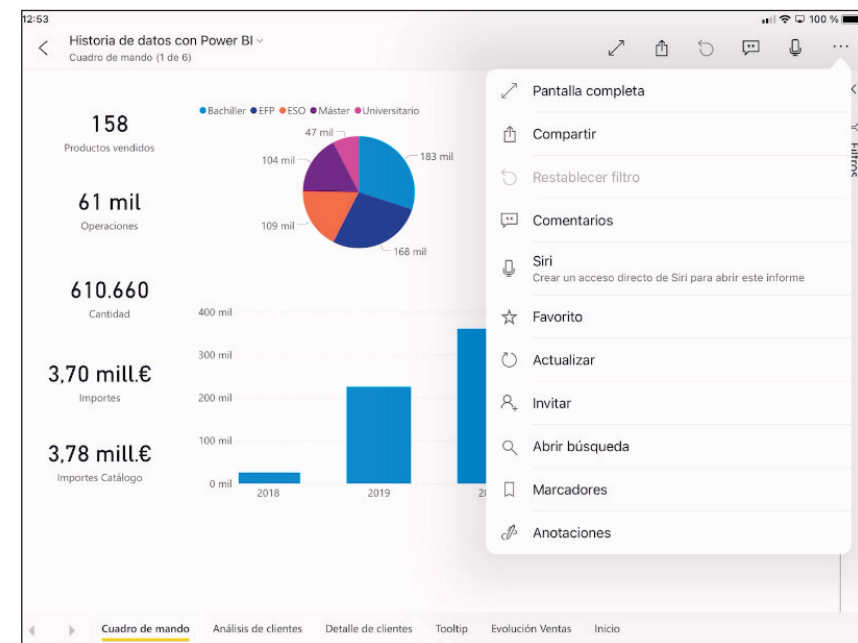 12:53
100 %
Historia de datos con Power BI
Cuadro de mando (1 de 6)
158
Productos vendidos
61 mil
Operaciones
610.660
Cantidad
3,70 mill.€
Importes
3,78 mill.€
Importes Catálogo
Bachiller EFP ESO Máster Universitario
47 mil
104 mil
183 mil
109 mil
168 mil
400 mil
300 mil
200 mil
100 mil
0 mil
2018
2019
Pantalla completa
Compartir
Restablecer filtro
Comentarios
Siri
Crear un acceso directo de Siri para abrir este informe
Favorito
Actualizar
Invitar
Abrir búsqueda
Marcadores
Anotaciones
Filtros
Cuadro de mando Análisis de clientes Detalle de clientes Tooltip Evolución Ventas Inicio